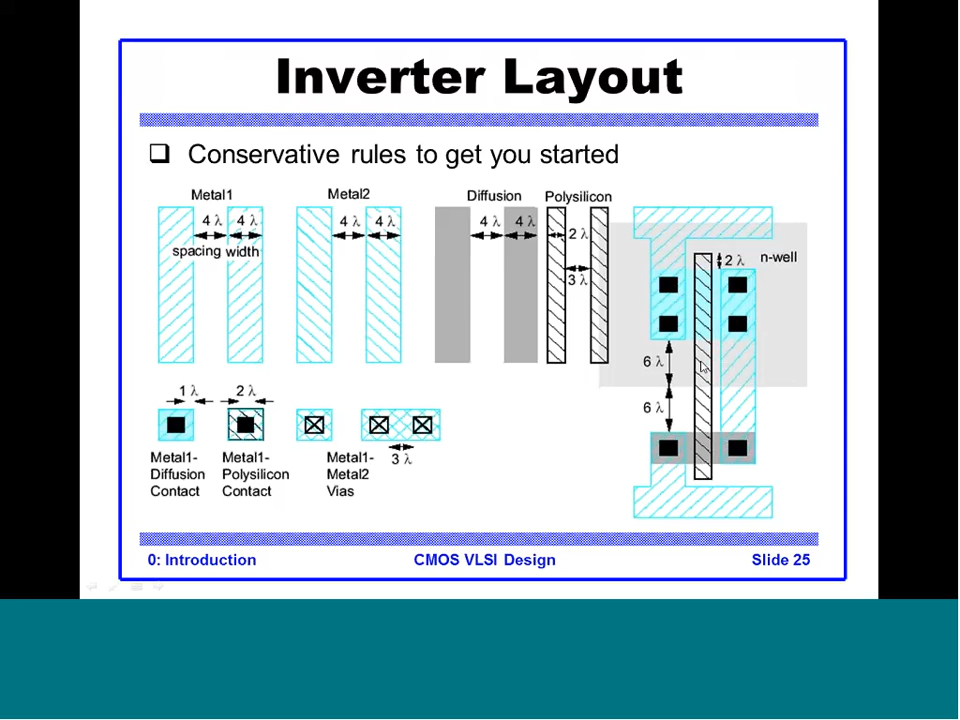 Inverter Layout
❑ Conservative rules to get you started
Metal1
Metal2
Diffusion
Polysilicon
4 λ 4 λ
4 λ 4 λ
4 λ 4 λ
2 λ
3 λ
spacing width
2 λ
n-well
6 λ
6 λ
1 λ
2 λ
3 λ
Metal1-
Diffusion
Contact
Metal1-
Polysilicon
Contact
Metal1-
Metal2
Vias
0: Introduction
CMOS VLSI Design
Slide 25